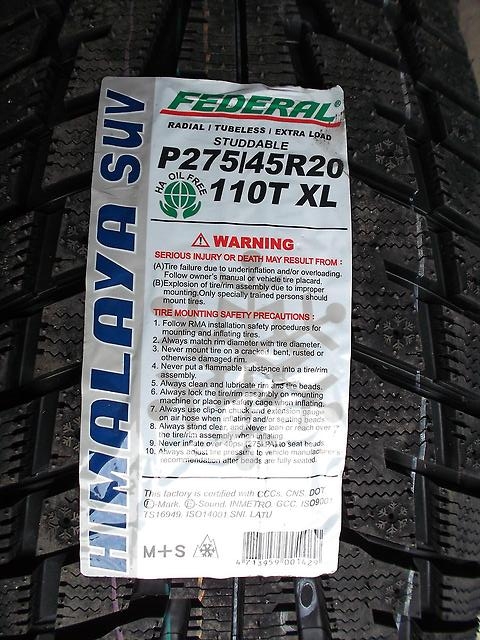 HIMALAYA SUV
FEDERAL®
RADIAL / TUBELESS / EXTRA LOAD
STUDDABLE
P275/45R20
HA OIL FREE
110T XL
WARNING
SERIOUS INJURY OR DEATH MAY RESULT FROM :
(A)Tire failure due to underinflation and/or overloading.
Follow owner's manual or vehicle tire placard.
(B)Explosion of tire/rim assembly due to improper
mounting.Only specially trained persons should
mount tires.
TIRE MOUNTING SAFETY PRECAUTIONS :
1. Follow RMA installation safety procedures for
mounting and inflating tires.
2. Always match rim diameter with tire diameter.
3. Never mount tire on a cracked, bent, rusted or
otherwise damaged rim.
4. Never put a flammable substance into a tire/rim
assembly.
5. Always clean and lubricate rim and tire beads.
6. Always lock the tire/rim assembly on mounting
machine or place in safety cage when inflating.
7. Always use clip-on chuck and extension gauge
on air hose when inflating and/or seating beads.
8. Always stand clear, and Never lean or reach over
the tire/rim assembly when inflating.
9. Never inflate over 40psi (275kPA) to seat beads.
10. Always adjust tire pressure to vehicle manufacturers
recommendation after beads are fully seated.
This factory is certified with CCCs, CNS, DOT
E-Mark, E-Sound, INMETRO, GCC, ISO9001
TS16949, ISO14001 SNI, LATU
M+S
4 713959 001429